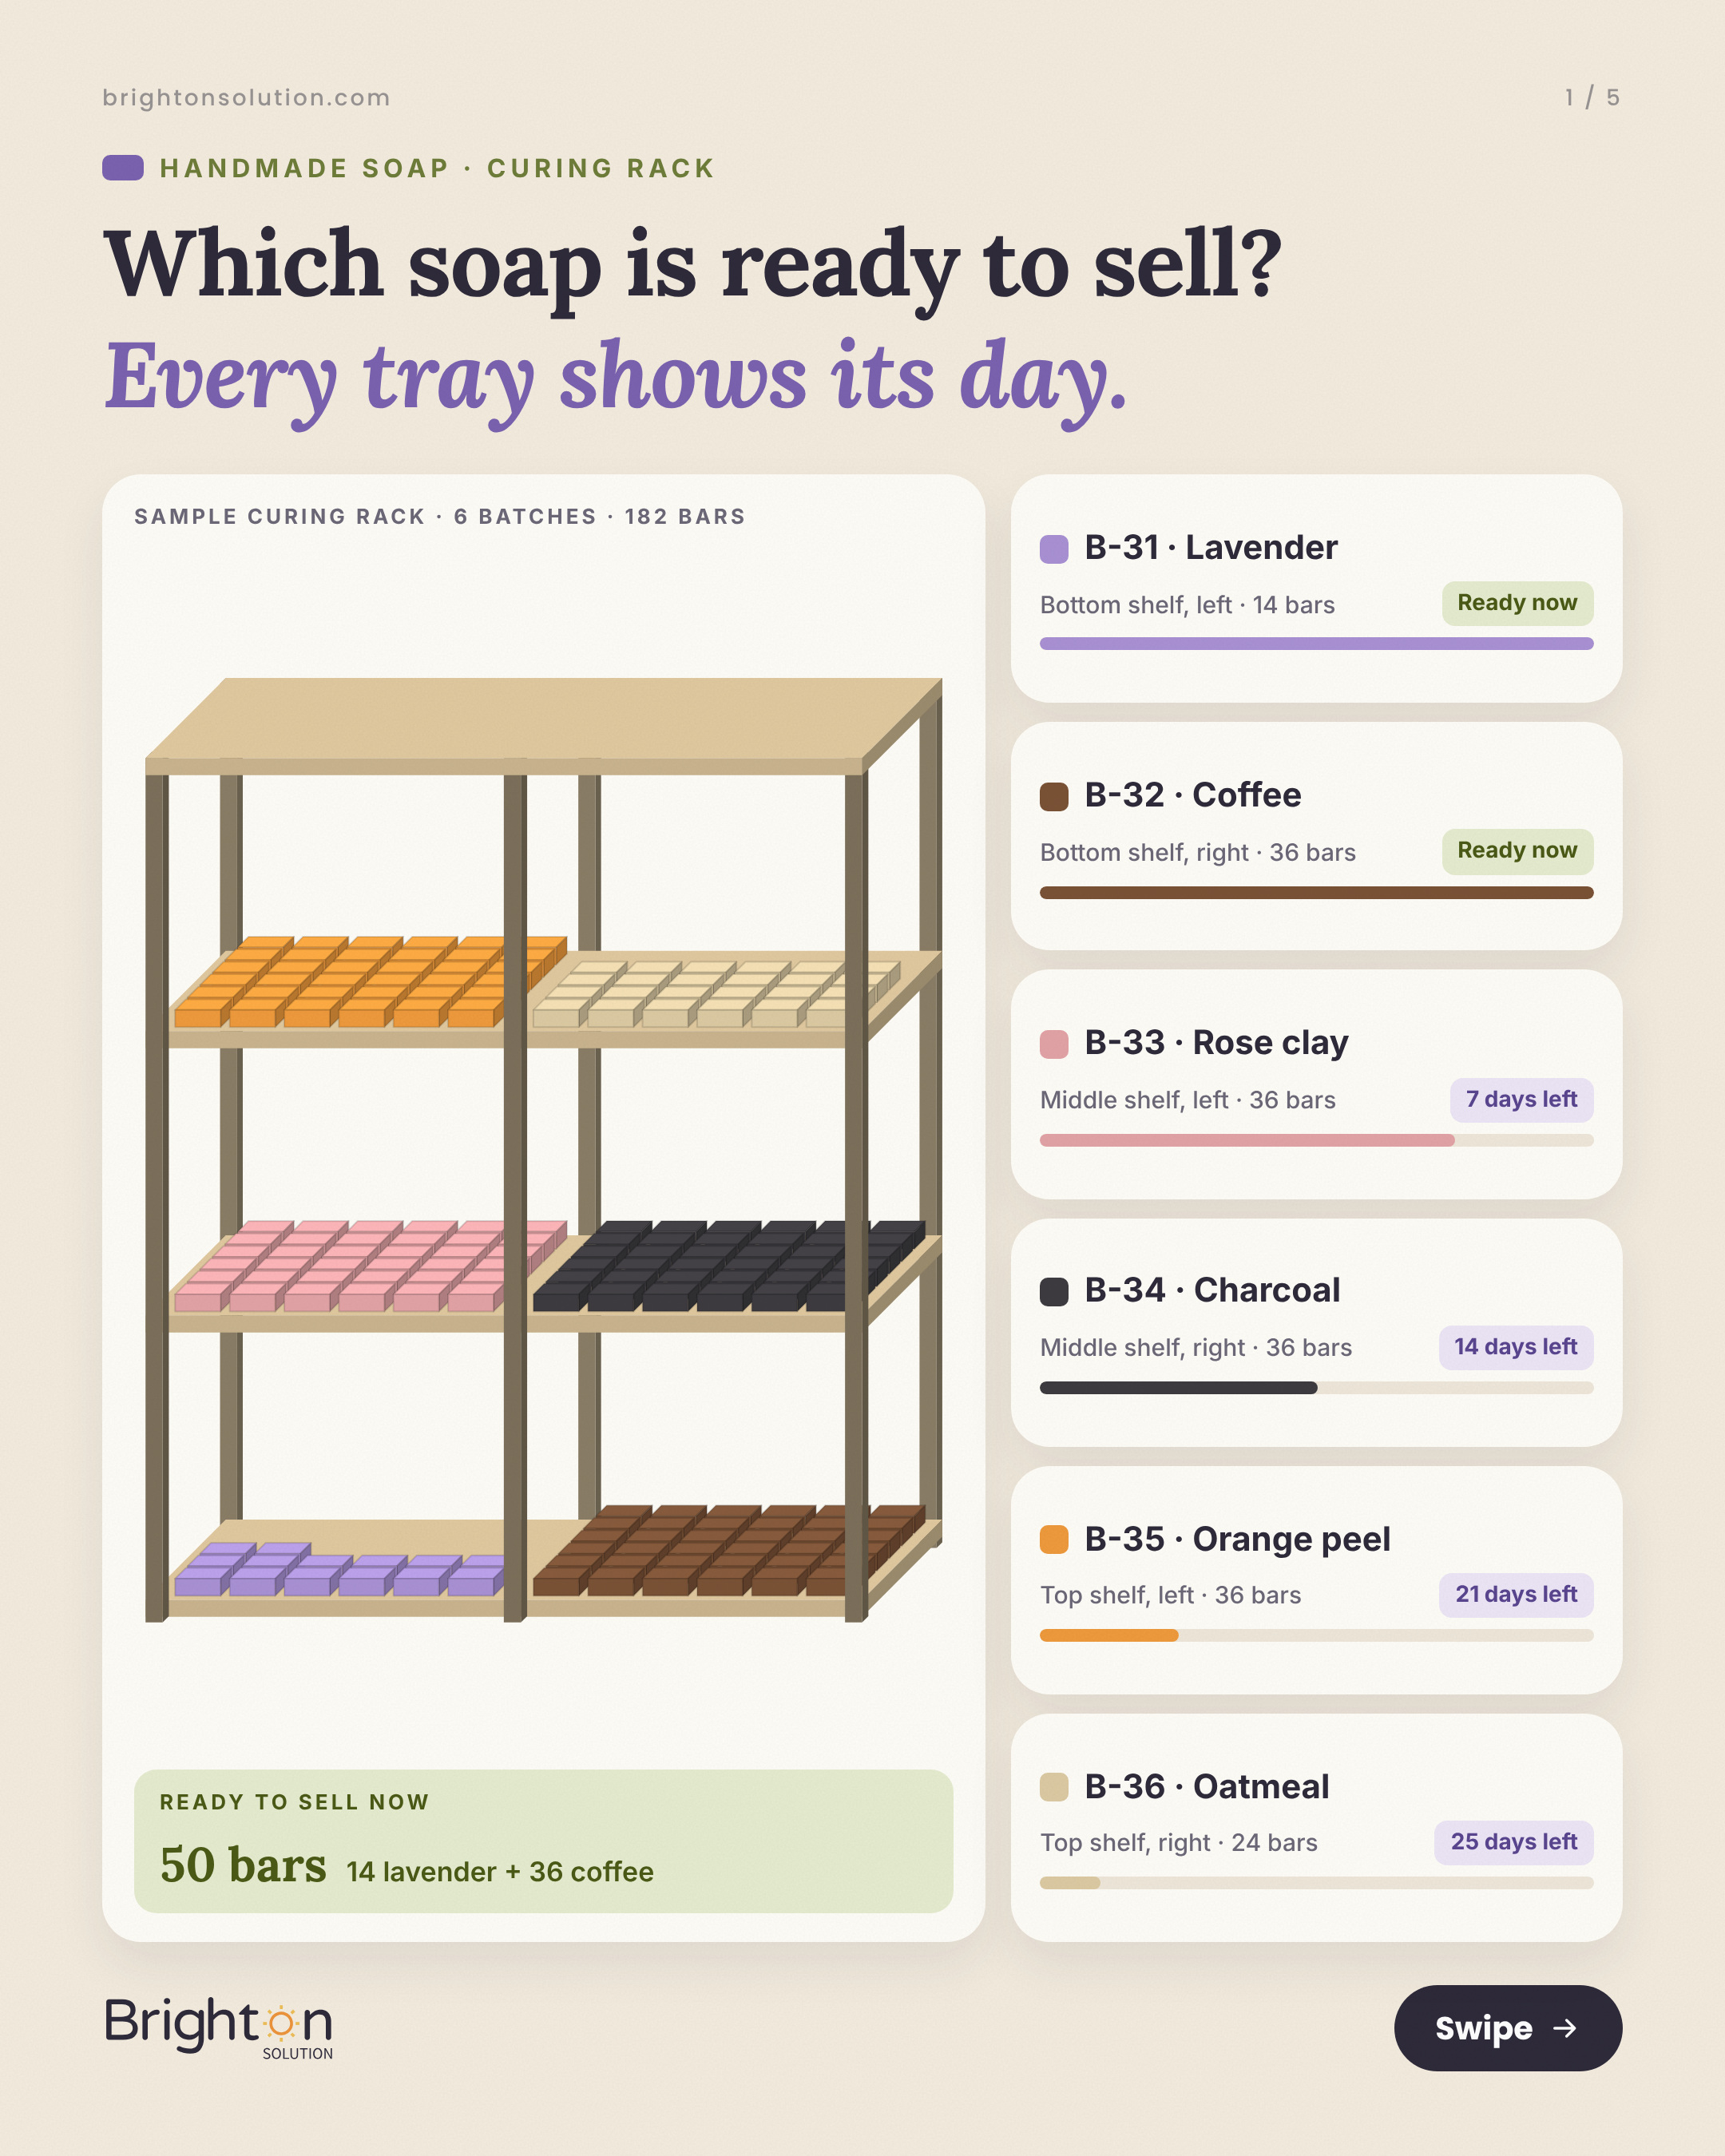 brightonsolution.com
1 / 5
HANDMADE SOAP · CURING RACK
Which soap is ready to sell?
Every tray shows its day.
SAMPLE CURING RACK · 6 BATCHES · 182 BARS
READY TO SELL NOW
50 bars 14 lavender + 36 coffee
B-31 · Lavender
Bottom shelf, left · 14 bars
Ready now
B-32 · Coffee
Bottom shelf, right · 36 bars
Ready now
B-33 · Rose clay
Middle shelf, left · 36 bars
7 days left
B-34 · Charcoal
Middle shelf, right · 36 bars
14 days left
B-35 · Orange peel
Top shelf, left · 36 bars
21 days left
B-36 · Oatmeal
Top shelf, right · 24 bars
25 days left
Brighton
SOLUTION
Swipe →